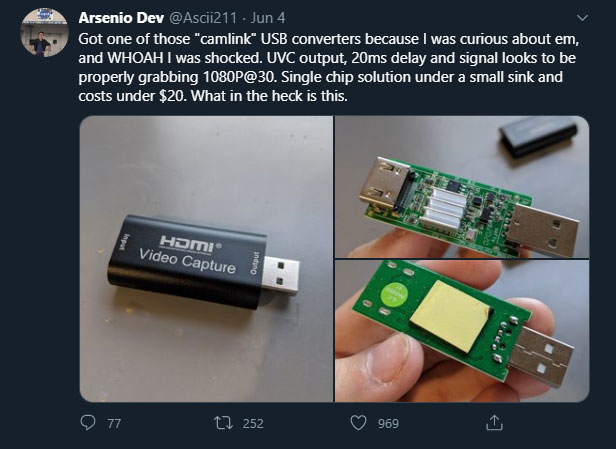 Arsenio Dev @Ascii211 · Jun 4
Got one of those "camlink" USB converters because I was curious about em,
and WHOAH I was shocked. UVC output, 20ms delay and signal looks to be
properly grabbing 1080P@30. Single chip solution under a small sink and
costs under $20. What in the heck is this.
Input
HDMI®
Video Capture
Output
77
252
969